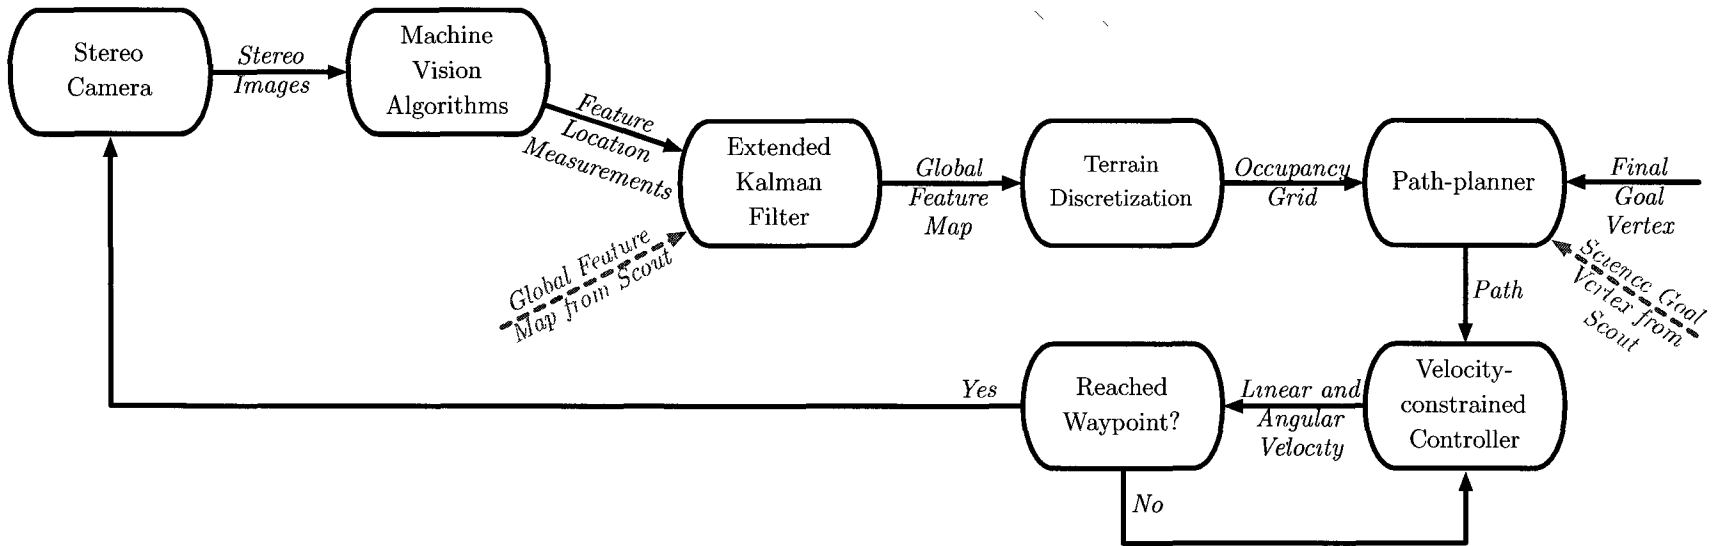 Stereo
Camera
Stereo
Images
Machine
Vision
Algorithms
Feature
Location
Measurements
Extended
Kalman
Filter
Global Feature
Map from Scout
Global
Feature
Map
Terrain
Discretization
Occupancy
Grid
Path-planner
Final
Goal
Vertex
Science Goal
Vertex from
Scout
Path
Velocity-
constrained
Controller
Linear and
Angular
Velocity
Reached
Waypoint?
Yes
No